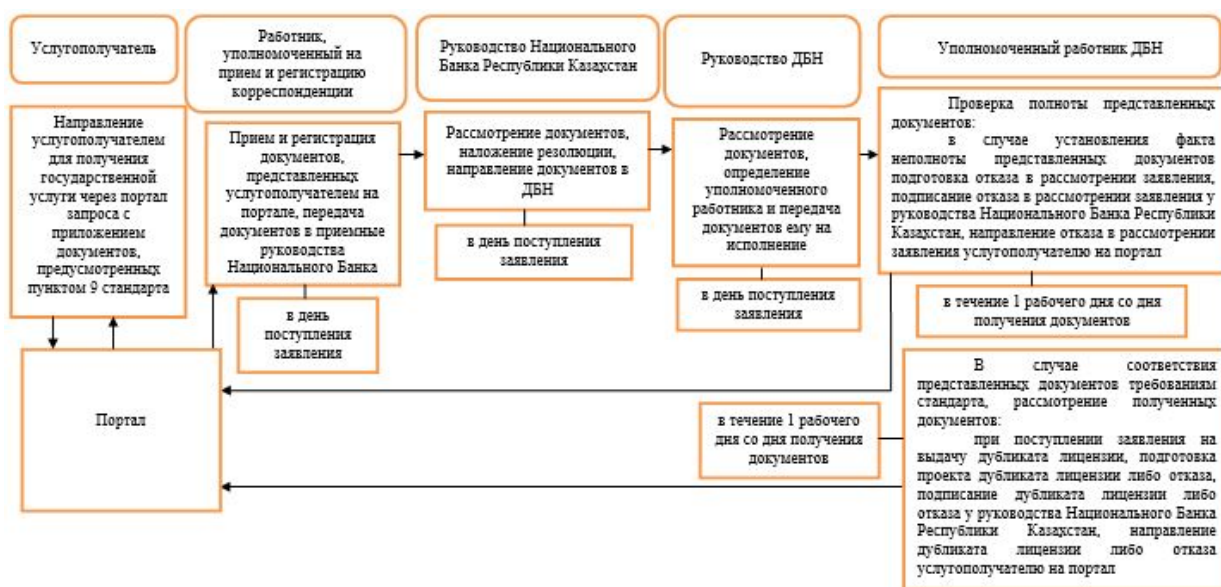 Услугополучатель
Работник,
уполномоченный на
прием и регистрацию
корреспонденции
Руководство Национального
Банка Республики Казахстан
Руководство ДБН
Уполномоченный работник ДБН
Направление
услугополучателем
для получения
государственной
услуги через портал
запроса с
приложением
документов,
предусмотренных
пунктом 9 стандарта
Прием и регистрация
документов,
представленных
услугополучателем на
портале, передача
документов в приемные
руководства
Национального Банка
Рассмотрение документов,
наложение резолюции,
направление документов в
ДБН
Рассмотрение
документов,
определение
уполномоченного
работника и передача
документов ему на
исполнение
Проверка полноты представленных
документов:
в случае установления факта
неполноты представленных документов
подготовка отказа в рассмотрении заявления,
подписание отказа в рассмотрении заявления у
руководства Национального Банка Республики
Казахстан, направление отказа в рассмотрении
заявления услугополучателю на портал
в день
поступления
заявления
в день поступления
заявления
в день поступления
заявления
в течение 1 рабочего дня со дня
получения документов
Портал
в течение 1 рабочего
дня со дня получения
документов
В случае соответствия
представленных документов требованиям
стандарта, рассмотрение полученных
документов:
при поступлении заявления на
выдачу дубликата лицензии, подготовка
проекта дубликата лицензии либо отказа,
подписание дубликата лицензии либо
отказа у руководства Национального Банка
Республики Казахстан, направление
дубликата лицензии либо отказа
услугополучателю на портал